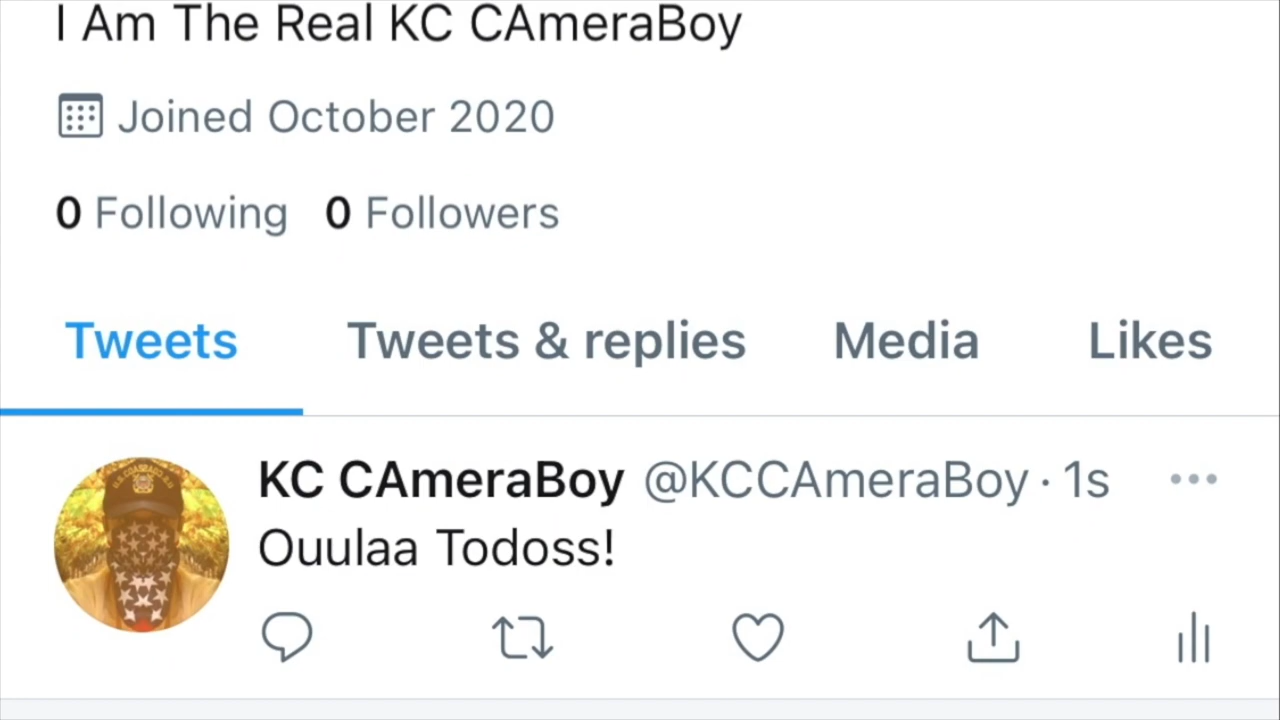 I Am The Real KC CAmeraBoy
Joined October 2020
0 Following 0 Followers
Tweets Tweets & replies Media Likes
KC CAmeraBoy @KCCAmeraBoy · 1s
Ouulaa Todoss!